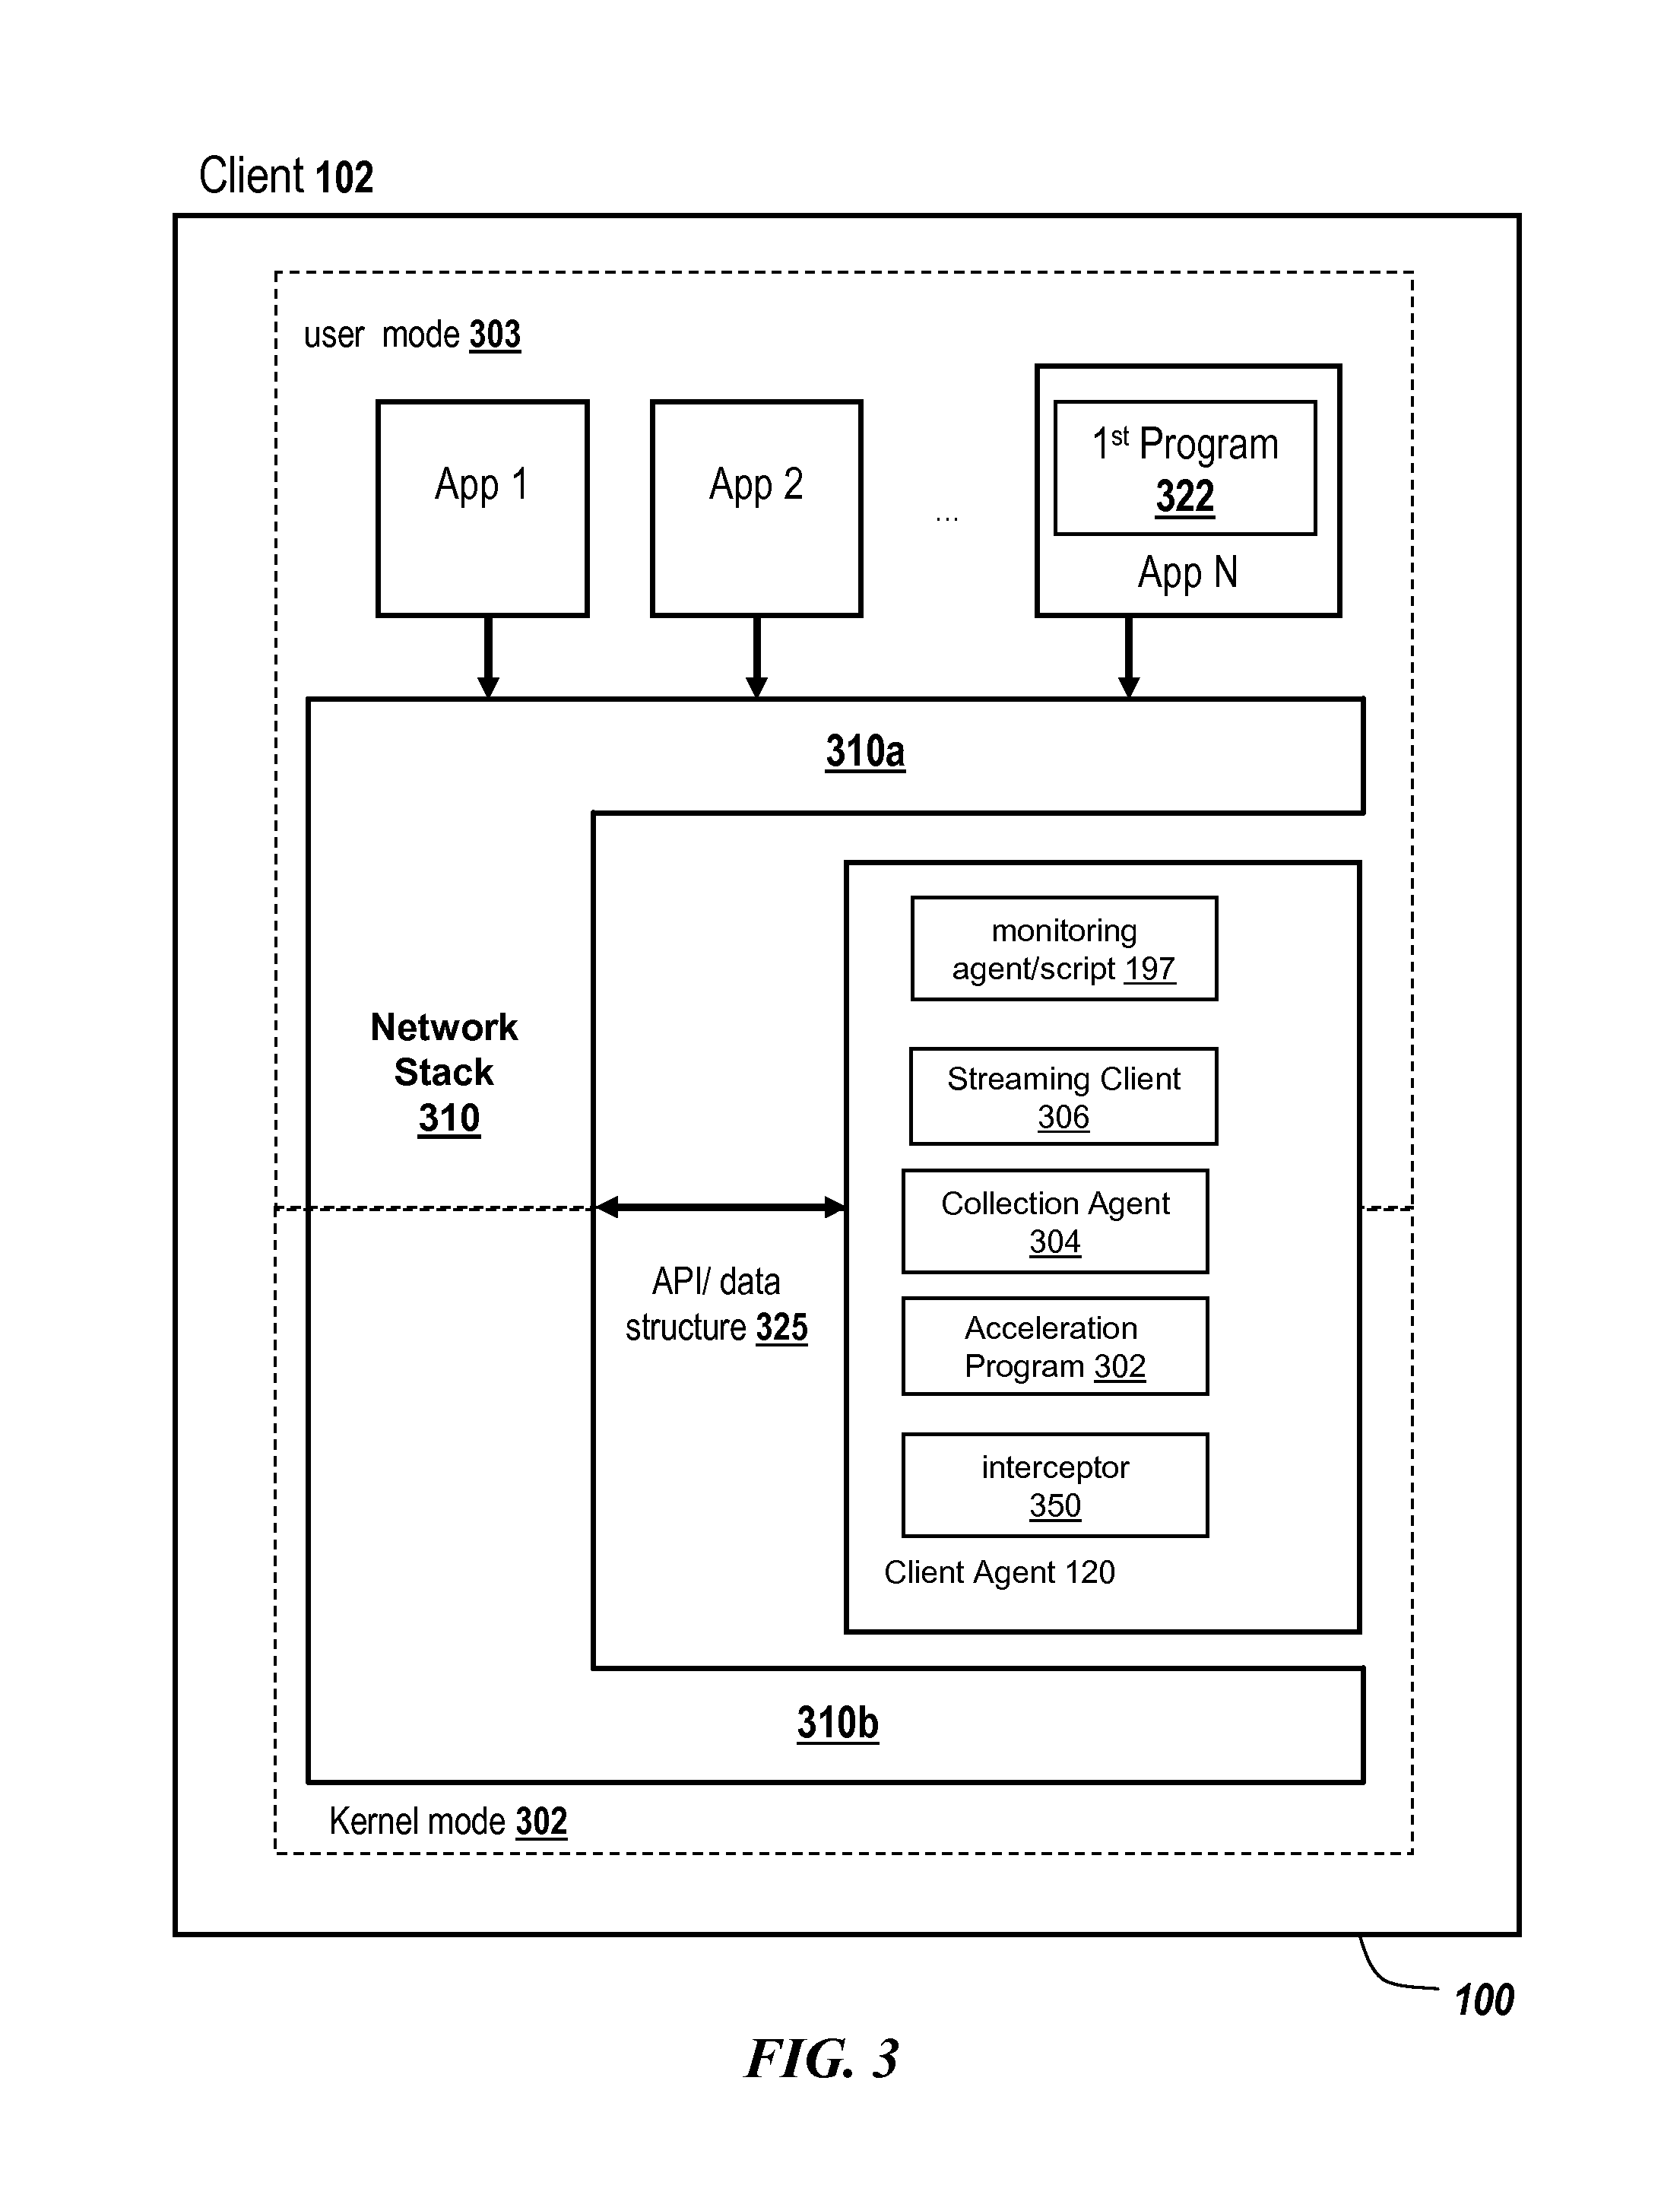 Client 102
user mode 303
App 1
App 2
...
1st Program
322
App N
310a
monitoring
agent/script 197
Network
Stack
310
Streaming Client
306
Collection Agent
304
API/ data
structure 325
Acceleration
Program 302
interceptor
350
Client Agent 120
310b
Kernel mode 302
100
FIG. 3